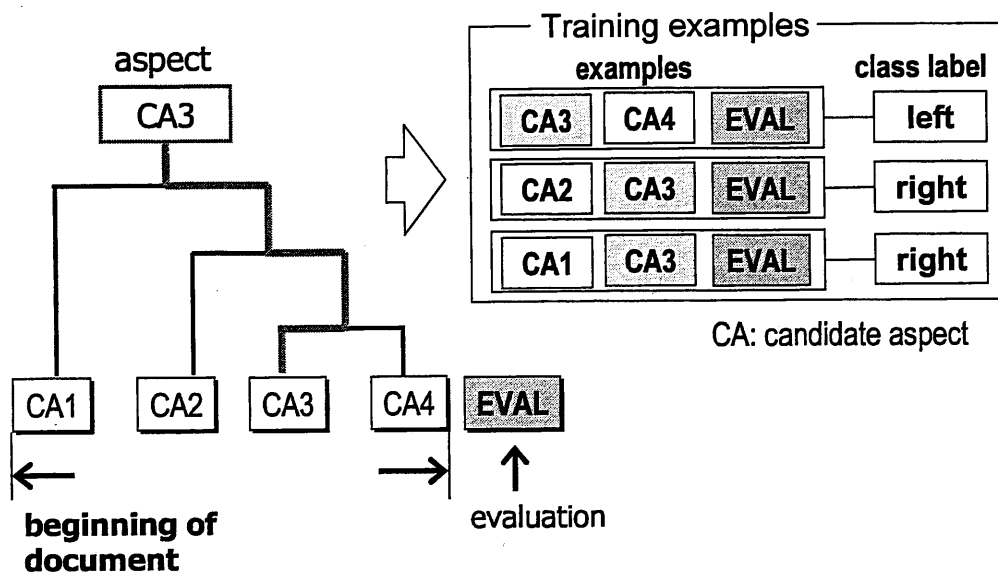 aspect
CA3
CA1
CA2
CA3
CA4
EVAL
beginning of
document
evaluation
Training examples
examples
class label
CA3 CA4 EVAL left
CA2 CA3 EVAL right
CA1 CA3 EVAL right
CA: candidate aspect